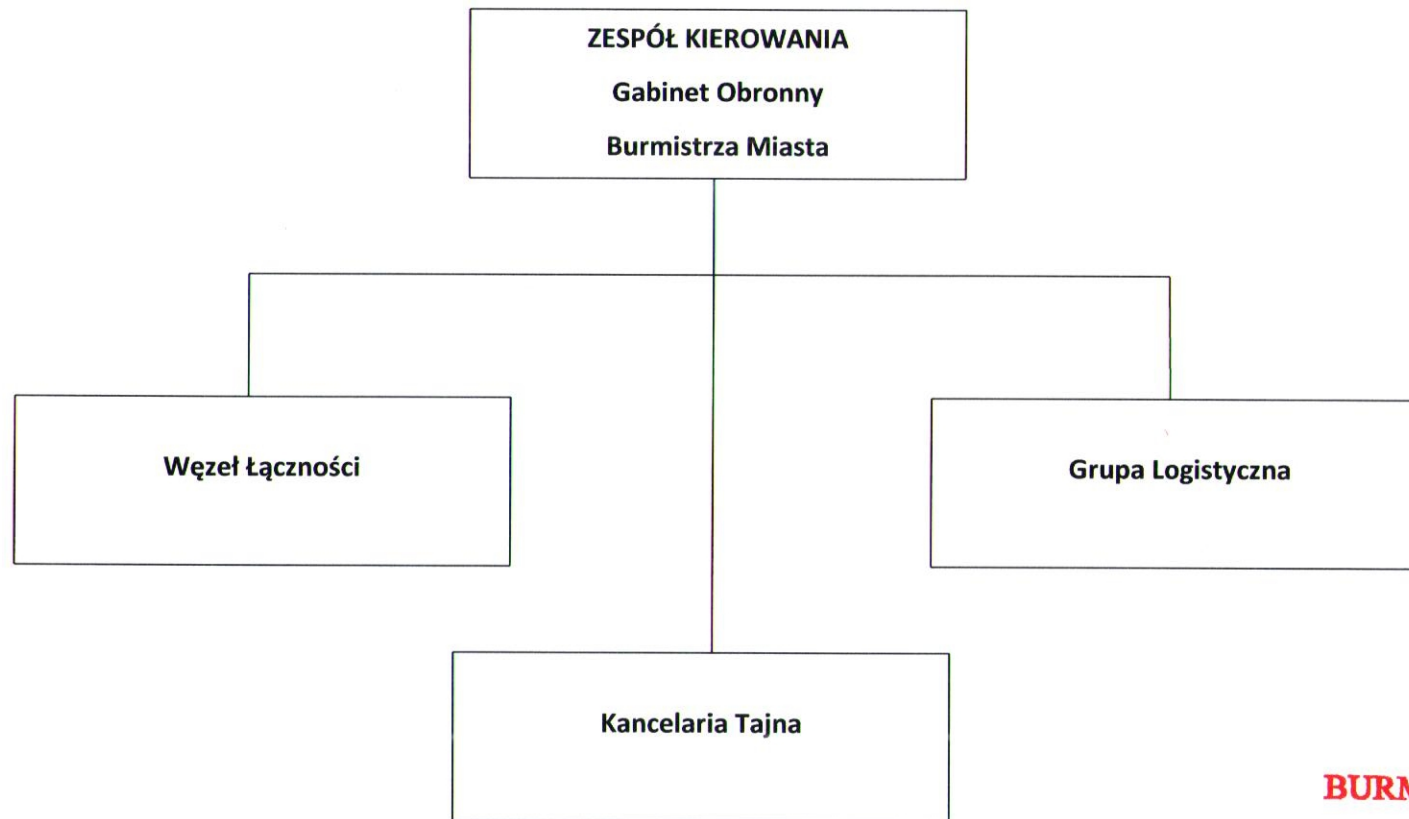 ZESPÓŁ KIEROWANIA
Gabinet Obronny
Burmistrza Miasta
Węzeł Łączności
Grupa Logistyczna
Kancelaria Tajna